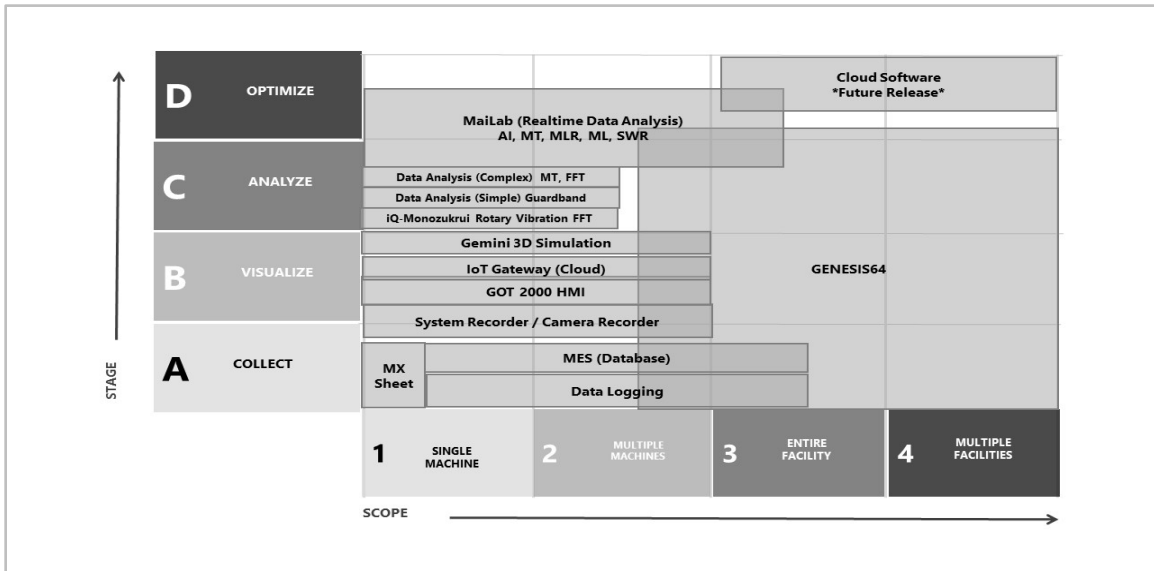 D
OPTIMIZE
Cloud Software
*Future Release*
MaiLab (Realtime Data Analysis)
AI, MT, MLR, ML, SWR
C
ANALYZE
Data Analysis (Complex) MT, FFT
Data Analysis (Simple) Guardband
iQ-Monozukrui Rotary Vibration FFT
B
VISUALIZE
Gemini 3D Simulation
IoT Gateway (Cloud)
GOT 2000 HMI
System Recorder / Camera Recorder
GENESIS64
A
COLLECT
MX
Sheet
MES (Database)
Data Logging
STAGE
1
SINGLE
MACHINE
2
MULTIPLE
MACHINES
3
ENTIRE
FACILITY
4
MULTIPLE
FACILITIES
SCOPE